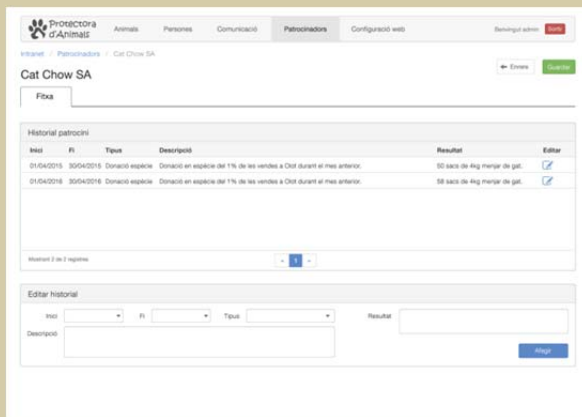 Protectora d'Animals
Animals Persones Comunicació Patrocinadors Configuració web Benvingut admin Sortir
Intranet / Patrocinadors / Cat Chow SA
Cat Chow SA
← Enrere Guardar
Fitxa
Historial patrocini
Inici Fi Tipus Descripció Resultat Editar
01/04/2015 30/04/2015 Donació espècie Donació en espècie del 1% de les vendes a Olot durant el mes anterior. 50 sacs de 4kg menjar de gat.
01/04/2016 30/04/2016 Donació espècie Donació en espècie del 1% de les vendes a Olot durant el mes anterior. 58 sacs de 4kg menjar de gat.
Mostrant 2 de 2 registres « 1 »
Editar historial
Inici Fi Tipus Resultat
Descripció
Afegir